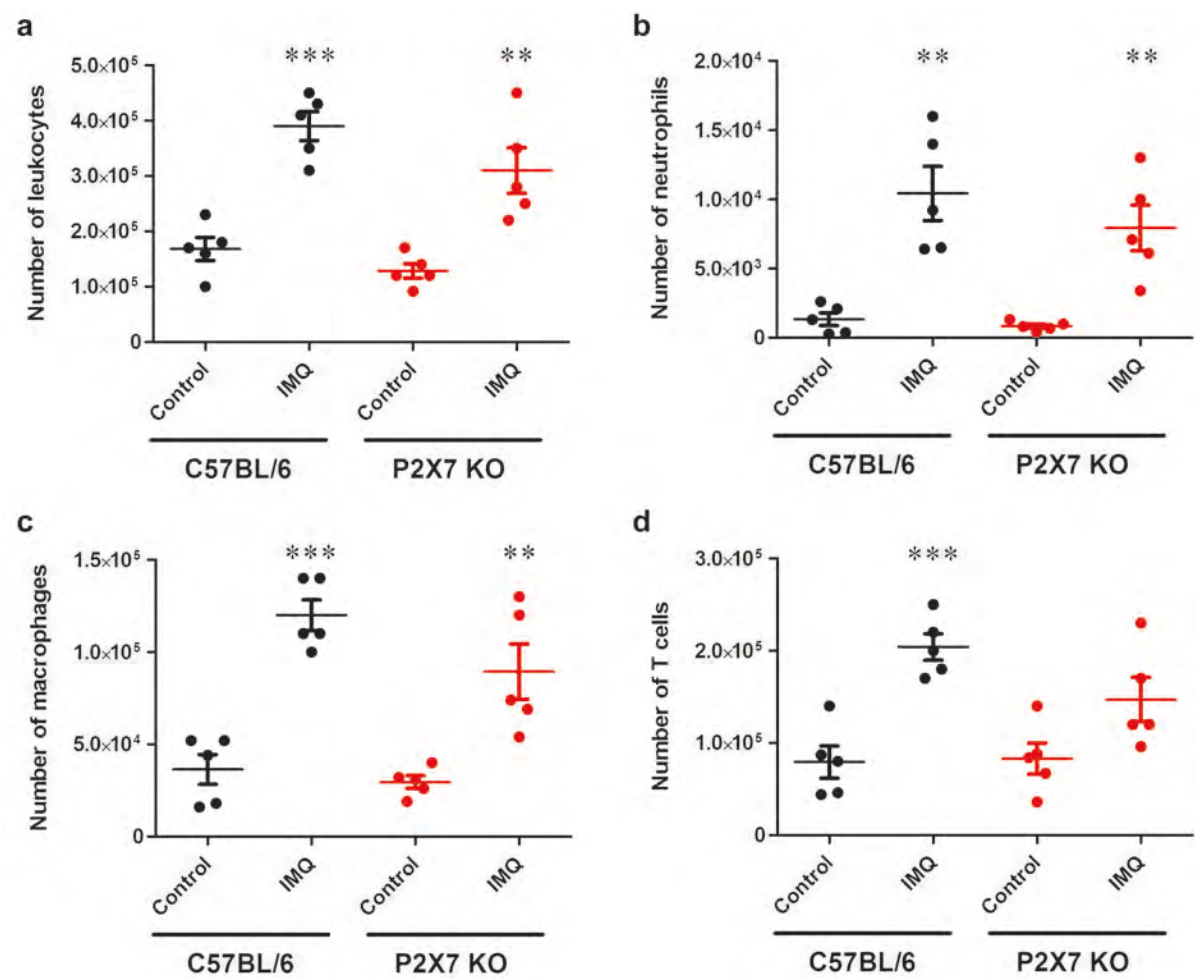 a
Number of leukocytes
5.0×10⁵
4.0×10⁵
3.0×10⁵
2.0×10⁵
1.0×10⁵
0
***
**
Control
IMQ
Control
IMQ
C57BL/6
P2X7 KO
b
Number of neutrophils
2.0×10⁴
1.5×10⁴
1.0×10⁴
5.0×10³
0
**
**
Control
IMQ
Control
IMQ
C57BL/6
P2X7 KO
c
Number of macrophages
1.5×10⁵
1.0×10⁵
5.0×10⁴
0
***
**
Control
IMQ
Control
IMQ
C57BL/6
P2X7 KO
d
Number of T cells
3.0×10⁵
2.0×10⁵
1.0×10⁵
0
***
Control
IMQ
Control
IMQ
C57BL/6
P2X7 KO